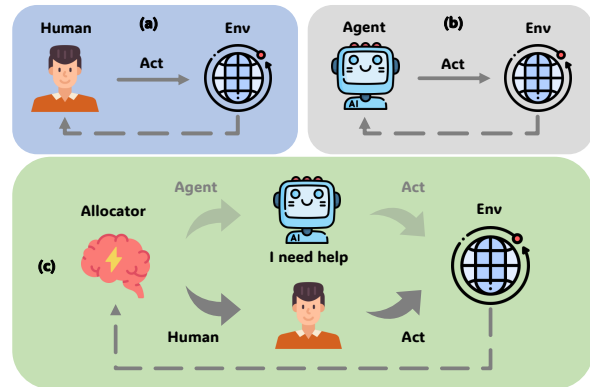 Human
(a)
Env
Act
Agent
(b)
Env
Act
AI
Agent
Act
Allocator
Env
AI
I need help
(c)
Human
Act